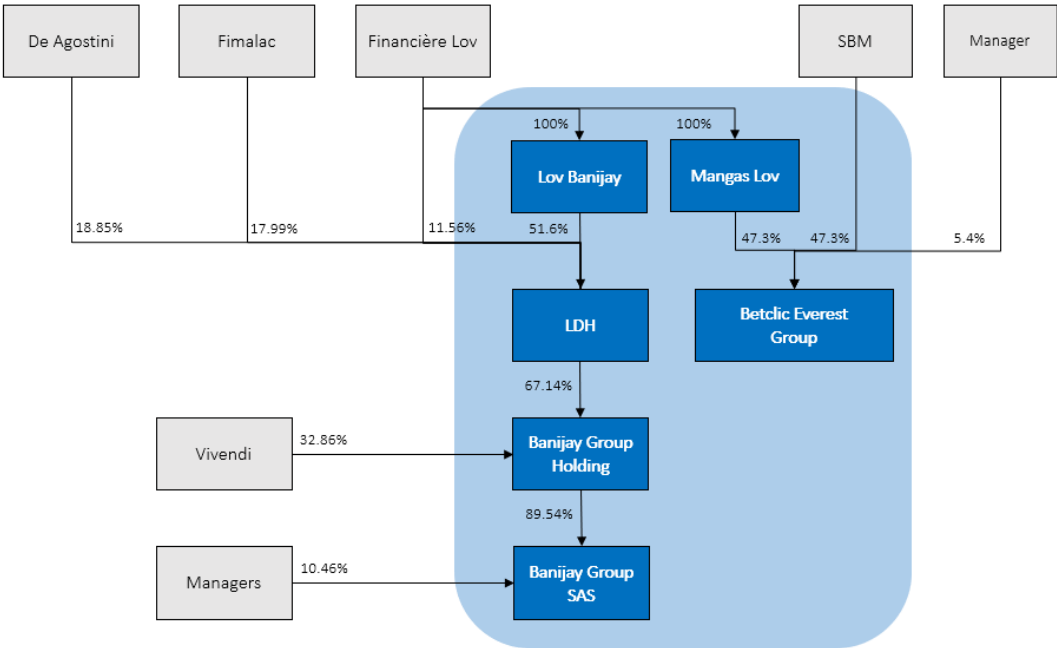 De Agostini
Fimalac
Financière Lov
SBM
Manager
100%
100%
Lov Banijay
Mangas Lov
18.85%
17.99%
11.56%
51.6%
47.3%
47.3%
5.4%
LDH
Betclic Everest
Group
67.14%
Vivendi
32.86%
Banijay Group
Holding
89.54%
Managers
10.46%
Banijay Group
SAS